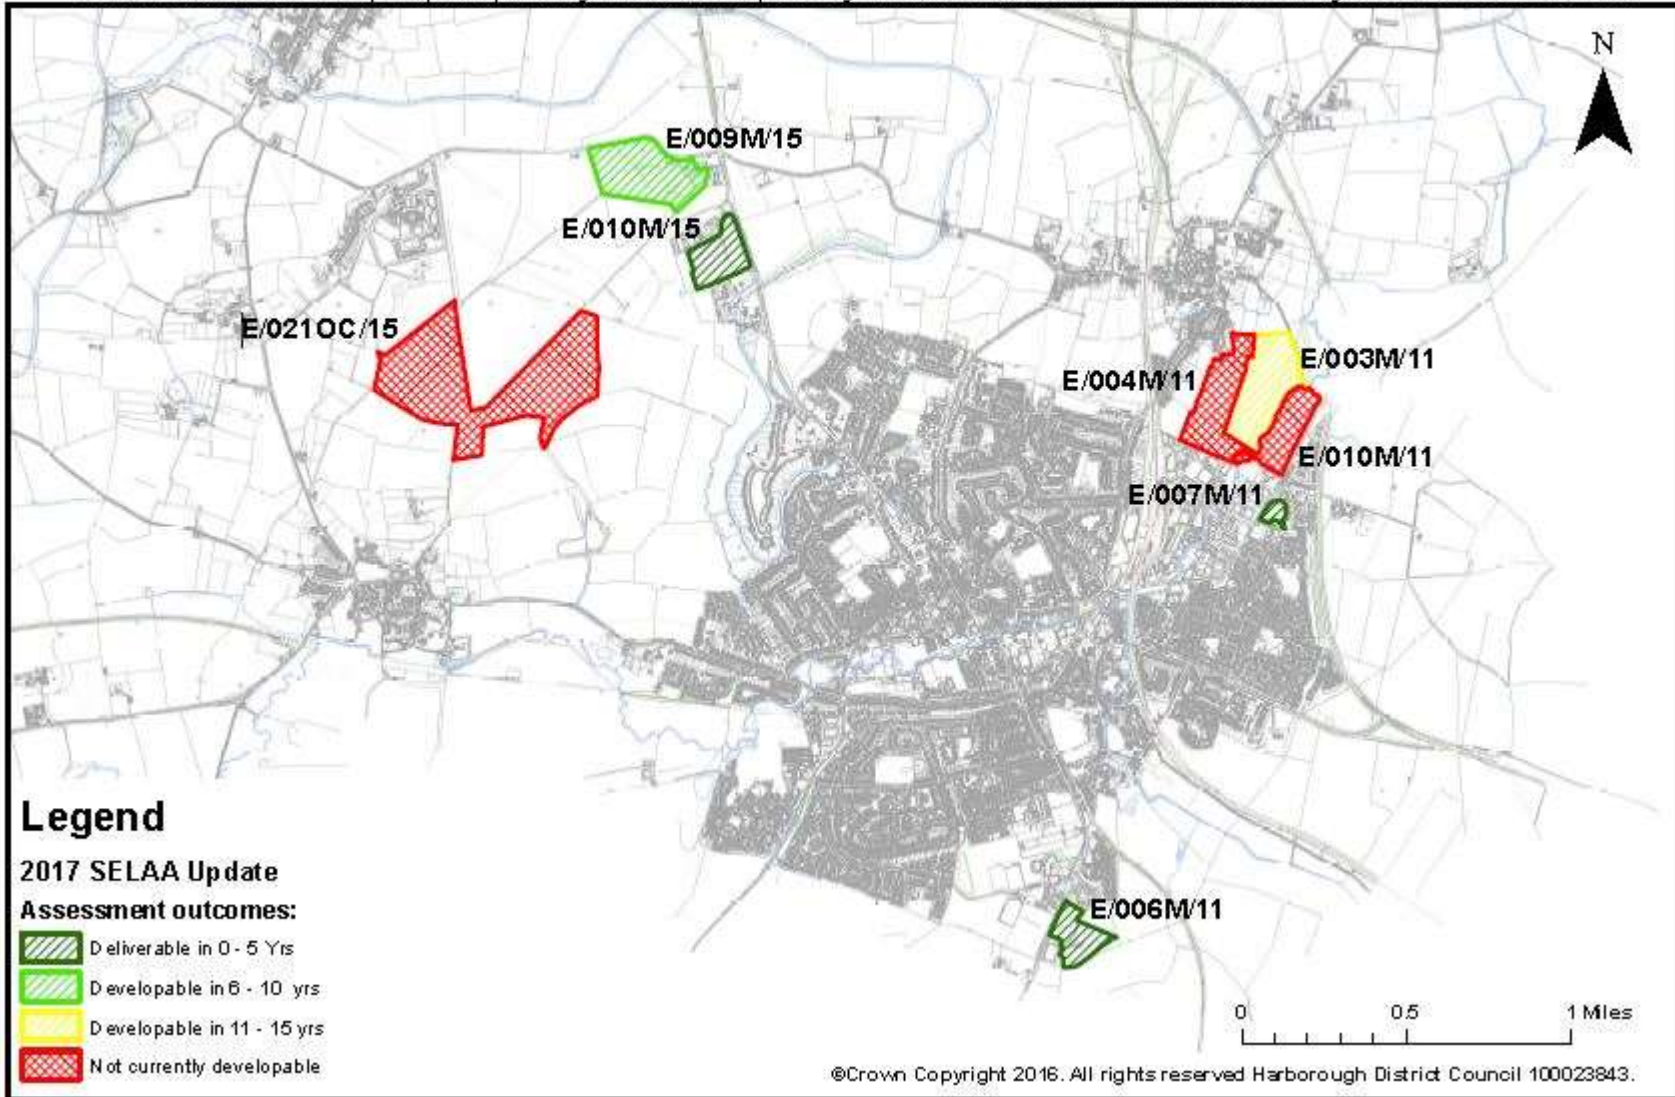 N
E/009M/15
E/010M/15
E/021OC/15
E/003M/11
E/004M/11
E/010M/11
E/007M/11
E/006M/11
Legend
2017 SELAA Update
Assessment outcomes:
Deliverable in 0 - 5 Yrs
Developable in 6 - 10 yrs
Developable in 11 - 15 yrs
Not currently developable
0 0.5 1 Miles
©Crown Copyright 2016. All rights reserved Harborough District Council 100023843.